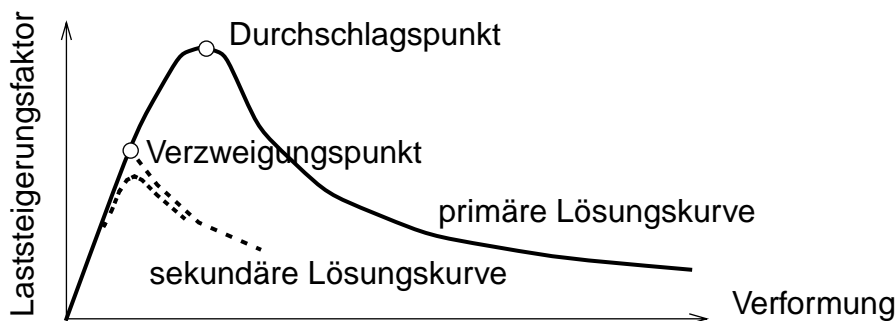 Durchschlagspunkt
Laststeigerungsfaktor
Verzweigungspunkt
primäre Lösungskurve
sekundäre Lösungskurve
Verformung